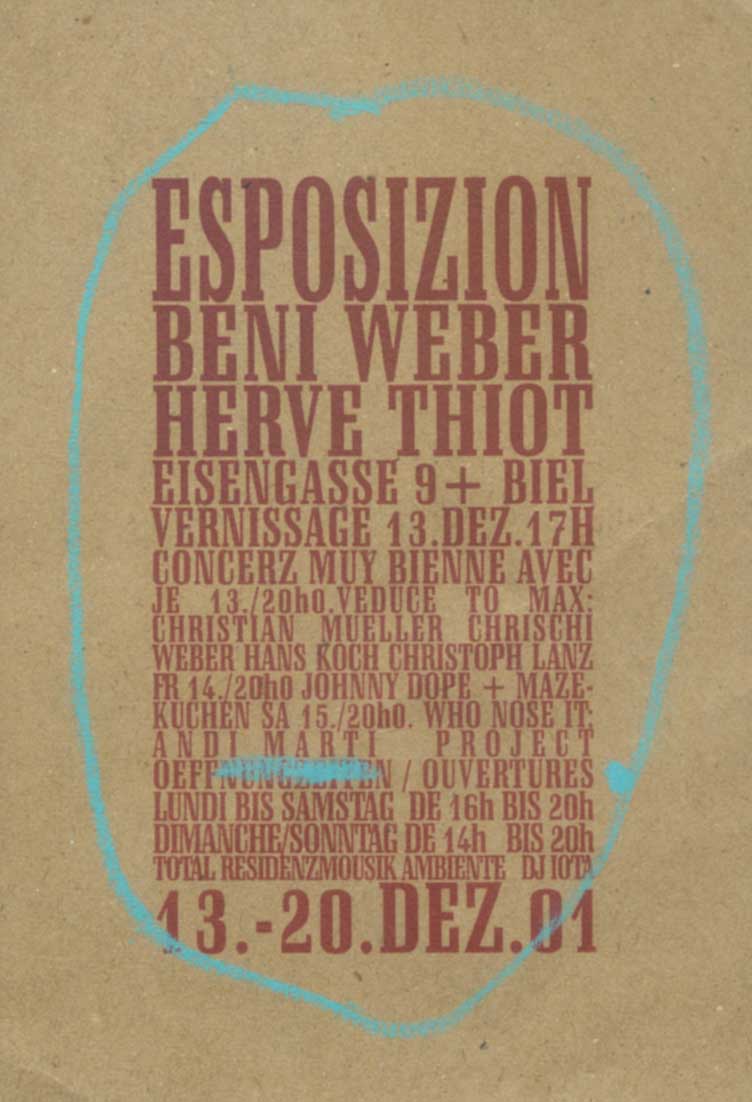 ESPOSIZION
BENI WEBER
HERVE THIOT
EISENGASSE 9+ BIEL
VERNISSAGE 13.DEZ.17H
CONCERZ MUY BIENNE AVEC
JE 13./20h0.VEDUCE TO MAX:
CHRISTIAN MUELLER CHRISCHI
WEBER HANS KOCH CHRISTOPH LANZ
FR 14./20h0 JOHNNY DOPE + MAZE-
KUCHEN SA 15./20h0. WHO NOSE IT:
ANDI MARTI PROJECT
OEFFNUNGZEITEN / OUVERTURES
LUNDI BIS SAMSTAG DE 16h BIS 20h
DIMANCHE/SONNTAG DE 14h BIS 20h
TOTAL RESIDENZMOUSIK AMBIENTE DJ IOTA
13.-20.DEZ.01